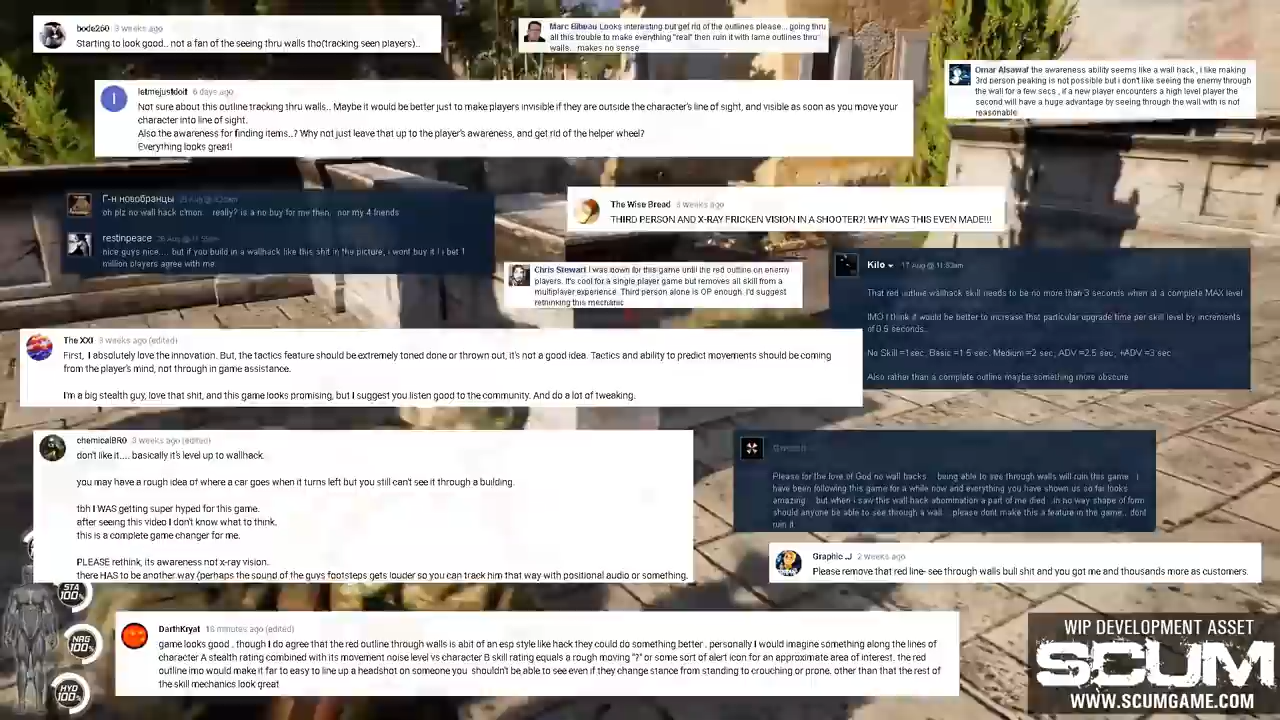 bode260 3 weeks ago
Starting to look good.. not a fan of the seeing thru walls tho(tracking seen players)..
Marc Bibeau Looks interesting but get rid of the outlines please... going thru
all this trouble to make everything "real" then ruin it with lame outlines thru
walls.. makes no sense
Omar Alsawaf the awareness ability seems like a wall hack , i like making
3rd person peaking is not possible but i don't like seeing the enemy through
the wall for a few secs , if a new player encounters a high level player the
second will have a huge advantage by seeing through the wall with is not
reasonable
I
letmejustdoit 6 days ago
Not sure about this outline tracking thru walls.. Maybe it would be better just to make players invisible if they are outside the character's line of sight, and visible as soon as you move your
character into line of sight.
Also the awareness for finding items..? Why not just leave that up to the player's awareness, and get rid of the helper wheel?
Everything looks great!
Г-н новобранцы
oh plz no wall hack c'mon... really? is a no buy for me then.. nor my 4 friends
restinpeace
nice guys nice.... but if you build in a wallhack like this shit in the picture, i wont buy it ! i bet 1
million players agree with me
The Wise Bread 3 weeks ago
THIRD PERSON AND X-RAY FRICKEN VISION IN A SHOOTER?! WHY WAS THIS EVEN MADE!!!
Chris Stewart I was down for this game until the red outline on enemy
players. It's cool for a single player game but removes all skill from a
multiplayer experience. Third person alone is OP enough. I'd suggest
rethinking this mechanic
Kilo 17 Aug @ 11:53am
That red outline wallhack skill needs to be no more than 3 seconds when at a complete MAX level
IMO I think it would be better to increase that particular upgrade time per skill level by increments
of 0.5 seconds..
No Skill =1sec, Basic =1.5 sec. Medium =2 sec, ADV =2.5 sec, +ADV =3 sec
Also rather than a complete outline maybe something more obscure
The XXI 3 weeks ago (edited)
First, I absolutely love the innovation. But, the tactics feature should be extremely toned done or thrown out, it's not a good idea. Tactics and ability to predict movements should be coming
from the player's mind, not through in game assistance.
I'm a big stealth guy, love that shit, and this game looks promising, but I suggest you listen good to the community. And do a lot of tweaking.
chemicalBR0 3 weeks ago (edited)
don't like it.... basically it's level up to wallhack.
you may have a rough idea of where a car goes when it turns left but you still can't see it through a building.
tbh I WAS getting super hyped for this game.
after seeing this video I don't know what to think.
this is a complete game changer for me.
PLEASE rethink, its awareness not x-ray vision.
there HAS to be another way (perhaps the sound of the guys footsteps gets louder so you can track him that way with positional audio or something.
Please for the love of God no wall hacks... being able to see through walls will ruin this game.. i
have been following this game for a while now and everything you have shown us so far looks
amazing... but when i saw this wall hack abomination a part of me died...in no way shape of form
should anyone be able to see through a wall... please dont make this a feature in the game... dont
ruin it
Graphic .J 2 weeks ago
Please remove that red line- see through walls bull shit and you got me and thousands more as customers.
STA
100%
NRG
100%
HYD
100%
DarthKryat 18 minutes ago (edited)
game looks good . though I do agree that the red outline through walls is abit of an esp style like hack they could do something better . personally I would imagine something along the lines of
character A stealth rating combined with its movement noise level vs character B skill rating equals a rough moving "?" or some sort of alert icon for an approximate area of interest. the red
outline imo would make it far to easy to line up a headshot on someone you shouldn't be able to see even if they change stance from standing to crouching or prone. other than that the rest of
the skill mechanics look great
WIP DEVELOPMENT ASSET
SCUM
WWW.SCUMGAME.COM